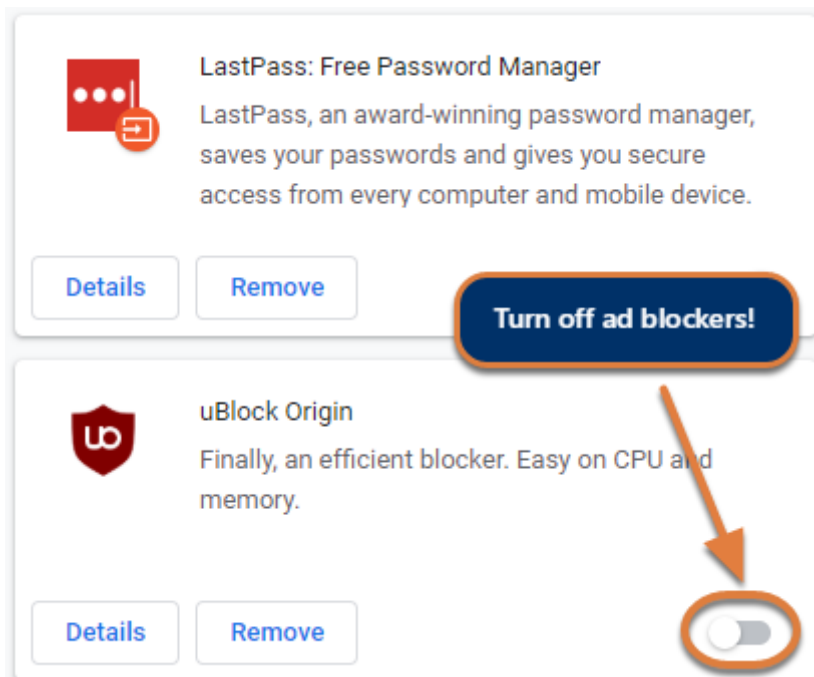 LastPass: Free Password Manager
LastPass, an award-winning password manager,
saves your passwords and gives you secure
access from every computer and mobile device.
Details
Remove
Turn off ad blockers!
uBlock Origin
Finally, an efficient blocker. Easy on CPU and
memory.
Details
Remove